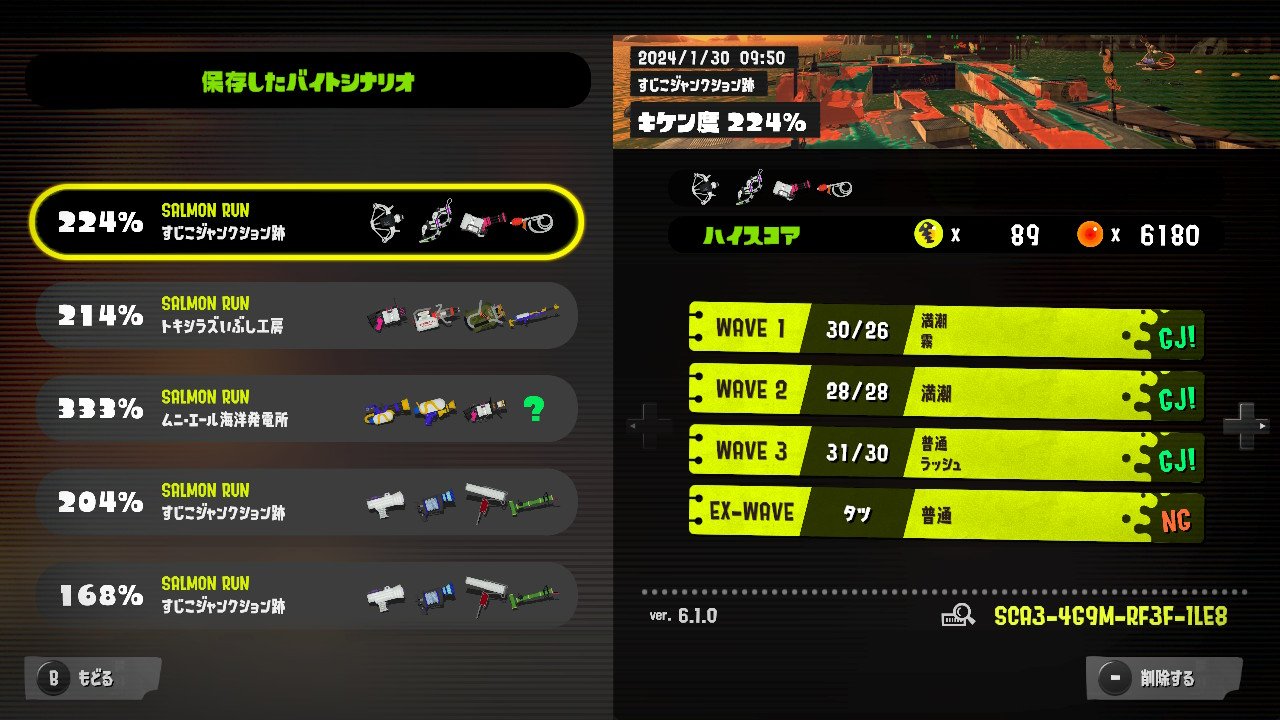 保存したバイトシナリオ
224%
SALMON RUN
すじこジャンクション跡
214%
SALMON RUN
トキシラズいぶし工房
333%
SALMON RUN
ムニ・エール海洋発電所
?
204%
SALMON RUN
すじこジャンクション跡
168%
SALMON RUN
すじこジャンクション跡
B もどる
2024/1/30 09:50
すじこジャンクション跡
キケン度 224%
ハイスコア x 89 x 6180
WAVE 1 30/26 満潮 GJ!
霧
WAVE 2 28/28 満潮 GJ!
WAVE 3 31/30 普通 GJ!
ラッシュ
EX-WAVE タツ 普通 NG
ver. 6.1.0
SCA3-4G9M-RF3F-1LE8
- 削除する